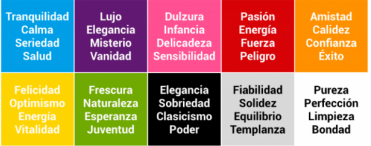 Tranquilidad
Calma
Seriedad
Salud
Lujo
Elegancia
Misterio
Vanidad
Dulzura
Infancia
Delicadeza
Sensibilidad
Pasión
Energía
Fuerza
Peligro
Amistad
Calidez
Confianza
Éxito
Felicidad
Optimismo
Energía
Vitalidad
Frescura
Naturaleza
Esperanza
Juventud
Elegancia
Sobriedad
Clasicismo
Poder
Fiabilidad
Solidez
Equilibrio
Templanza
Pureza
Perfección
Limpieza
Bondad